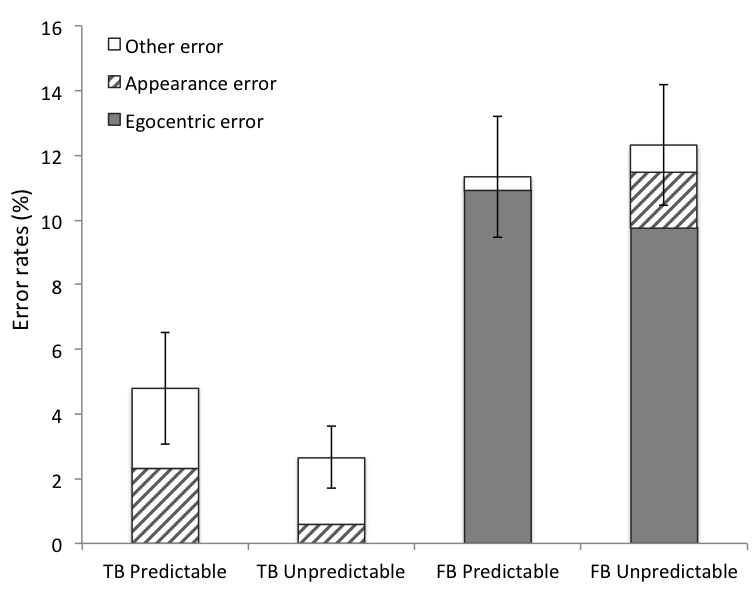 16
14
12
10
8
6
4
2
0
Error rates (%)
Other error
Appearance error
Egocentric error
TB Predictable
TB Unpredictable
FB Predictable
FB Unpredictable